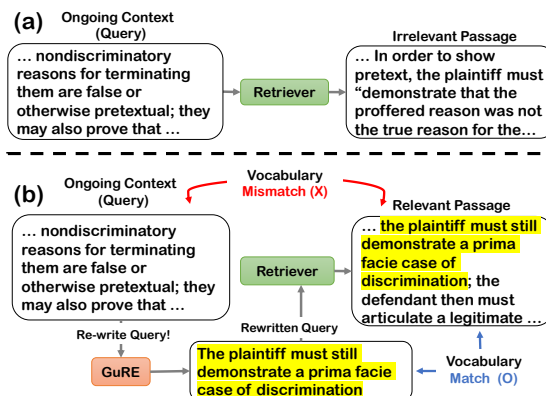 (a)
Ongoing Context
(Query)
… nondiscriminatory
reasons for terminating
them are false or
otherwise pretextual; they
may also prove that …
Retriever
Irrelevant Passage
… In order to show
pretext, the plaintiff must
“demonstrate that the
proffered reason was not
the true reason for the…
(b)
Ongoing Context
(Query)
Vocabulary
Mismatch (X)
… nondiscriminatory
reasons for terminating
them are false or
otherwise pretextual; they
may also prove that …
Retriever
Relevant Passage
… the plaintiff must still
demonstrate a prima
facie case of
discrimination; the
defendant then must
articulate a legitimate …
Re-write Query!
Rewritten Query
GuRE
The plaintiff must still
demonstrate a prima facie
case of discrimination
Vocabulary
Match (O)